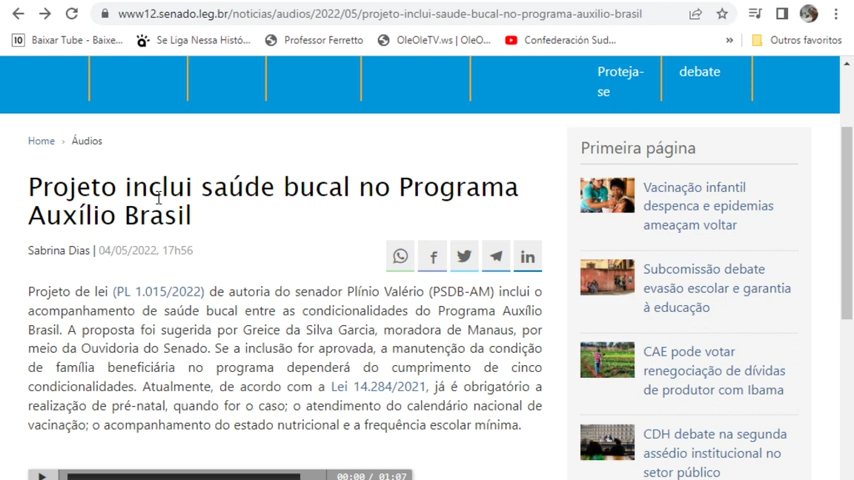 www12.senado.leg.br/noticias/audios/2022/05/projeto-inclui-saude-bucal-no-programa-auxilio-brasil
10 Baixar Tube - Baixe... Se Liga Nessa Histó... Professor Ferretto OleOleTV.ws | OleO... Confederación Sud... » Outros favoritos
Proteja-
se
debate
Home › Áudios
Projeto inclui saúde bucal no Programa
Auxílio Brasil
Sabrina Dias | 04/05/2022, 17h56
Projeto de lei (PL 1.015/2022) de autoria do senador Plínio Valério (PSDB-AM) inclui o
acompanhamento de saúde bucal entre as condicionalidades do Programa Auxílio
Brasil. A proposta foi sugerida por Greice da Silva Garcia, moradora de Manaus, por
meio da Ouvidoria do Senado. Se a inclusão for aprovada, a manutenção da condição
de família beneficiária no programa dependerá do cumprimento de cinco
condicionalidades. Atualmente, de acordo com a Lei 14.284/2021, já é obrigatório a
realização de pré-natal, quando for o caso; o atendimento do calendário nacional de
vacinação; o acompanhamento do estado nutricional e a frequência escolar mínima.
00:00 / 01:07
Primeira página
Vacinação infantil
despenca e epidemias
ameaçam voltar
Subcomissão debate
evasão escolar e garantia
à educação
CAE pode votar
renegociação de dívidas
de produtor com Ibama
CDH debate na segunda
assédio institucional no
setor público